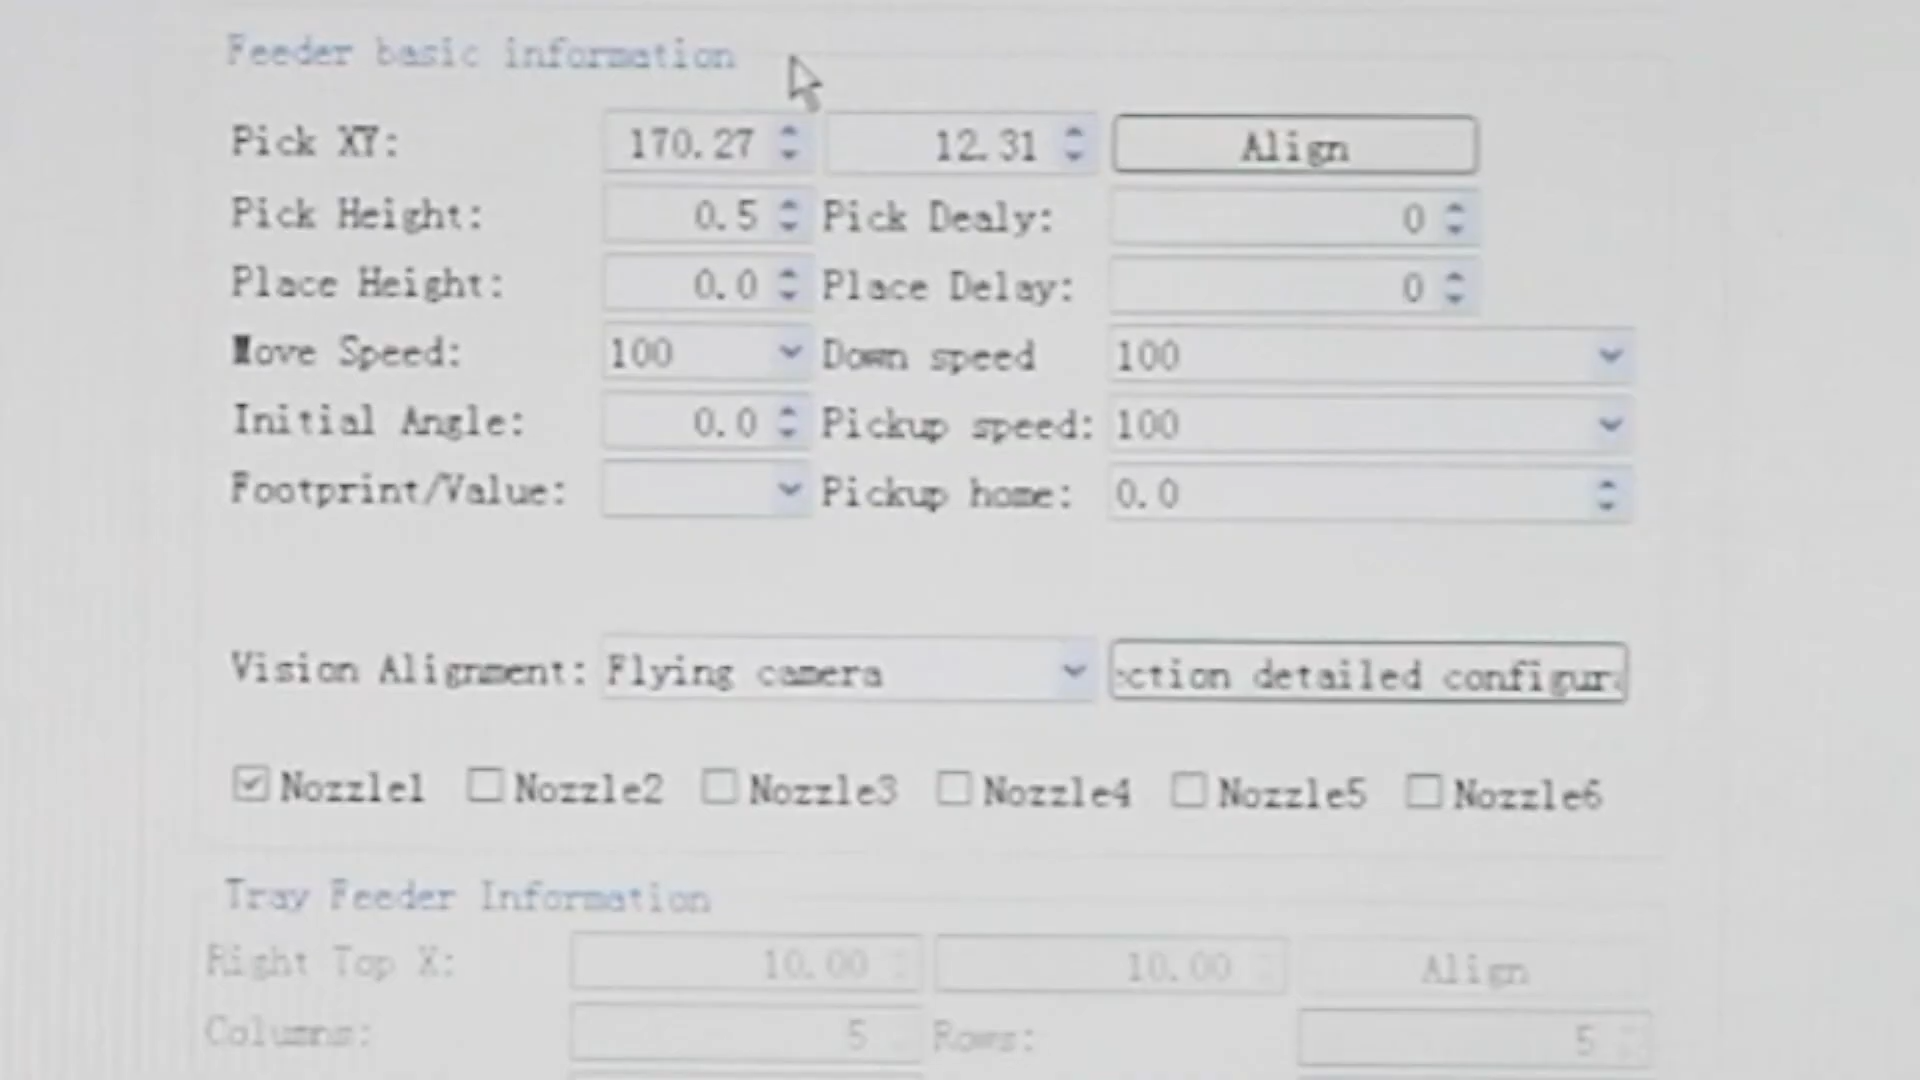 Feeder basic information
Pick XY: 170.27 12.31 Align
Pick Height: 0.5 Pick Dealy: 0
Place Height: 0.0 Place Delay: 0
Move Speed: 100 Down speed 100
Initial Angle: 0.0 Pickup speed: 100
Footprint/Value: Pickup home: 0.0
Vision Alignment: Flying camera ction detailed configur
Nozzle1 Nozzle2 Nozzle3 Nozzle4 Nozzle5 Nozzle6
Tray Feeder Information
Right Top X: 10.00 10.00 Align
Columns: 5 Rows: 5